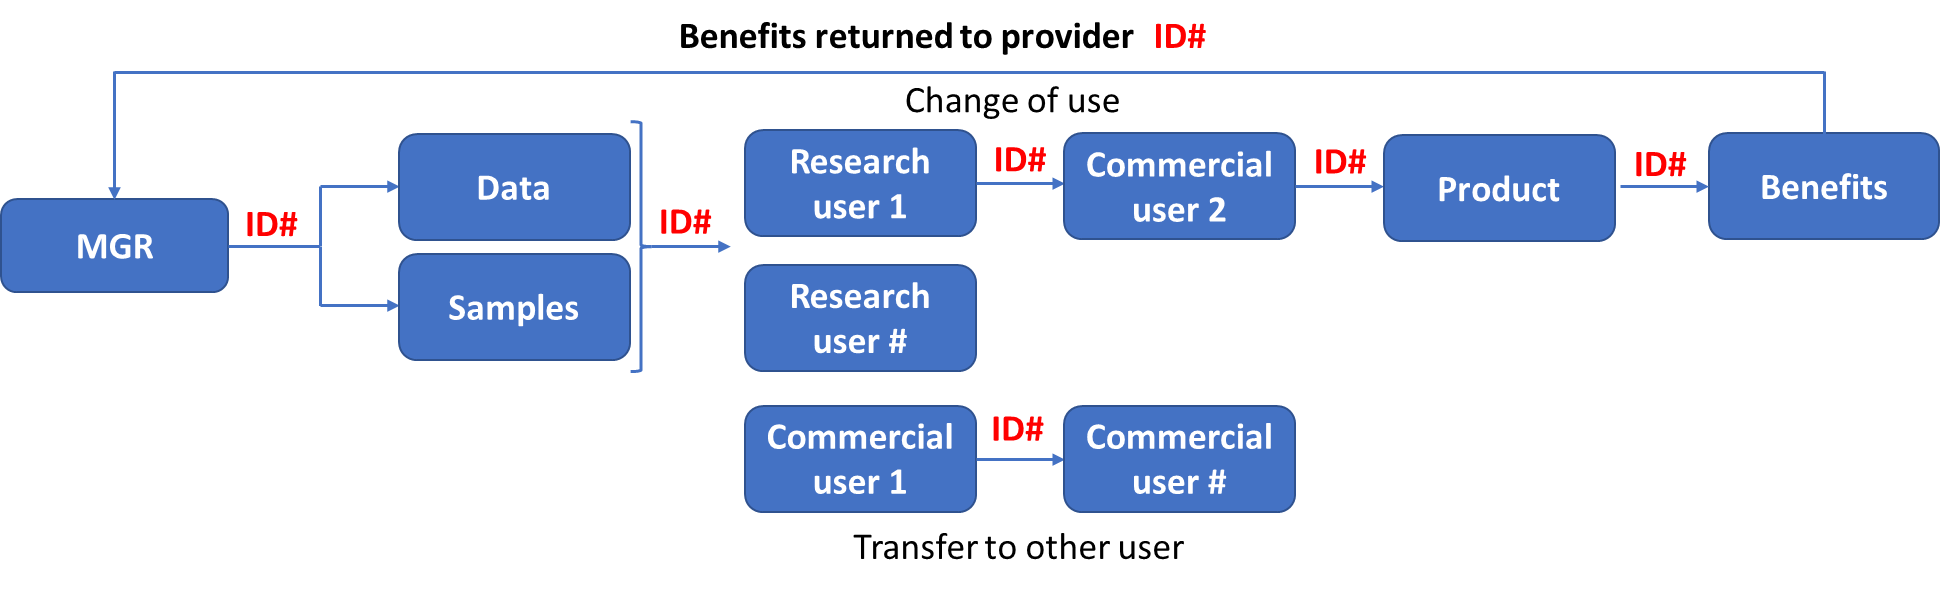 Benefits returned to provider ID#
Change of use
MGR
ID#
Data
Samples
ID#
Research
user 1
ID#
Commercial
user 2
ID#
Product
ID#
Benefits
Research
user #
Commercial
user 1
ID#
Commercial
user #
Transfer to other user